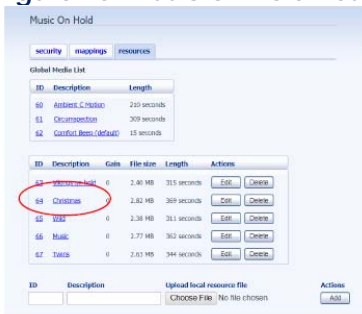 Music On Hold
security mappings resources
Global Media List
ID Description Length
60 Ambient C Motion 210 seconds
61 Circumspection 309 seconds
62 Comfort Beep (default) 15 seconds
ID Description Gain File size Length Actions
63 0 2.40 MB 315 seconds Edit Delete
64 Christmas 0 2.82 MB 369 seconds Edit Delete
65 Wild 0 2.38 MB 311 seconds Edit Delete
66 Music 0 2.77 MB 362 seconds Edit Delete
67 0 2.63 MB 344 seconds Edit Delete
ID Description Upload local resource file Actions
Choose File No file chosen Add